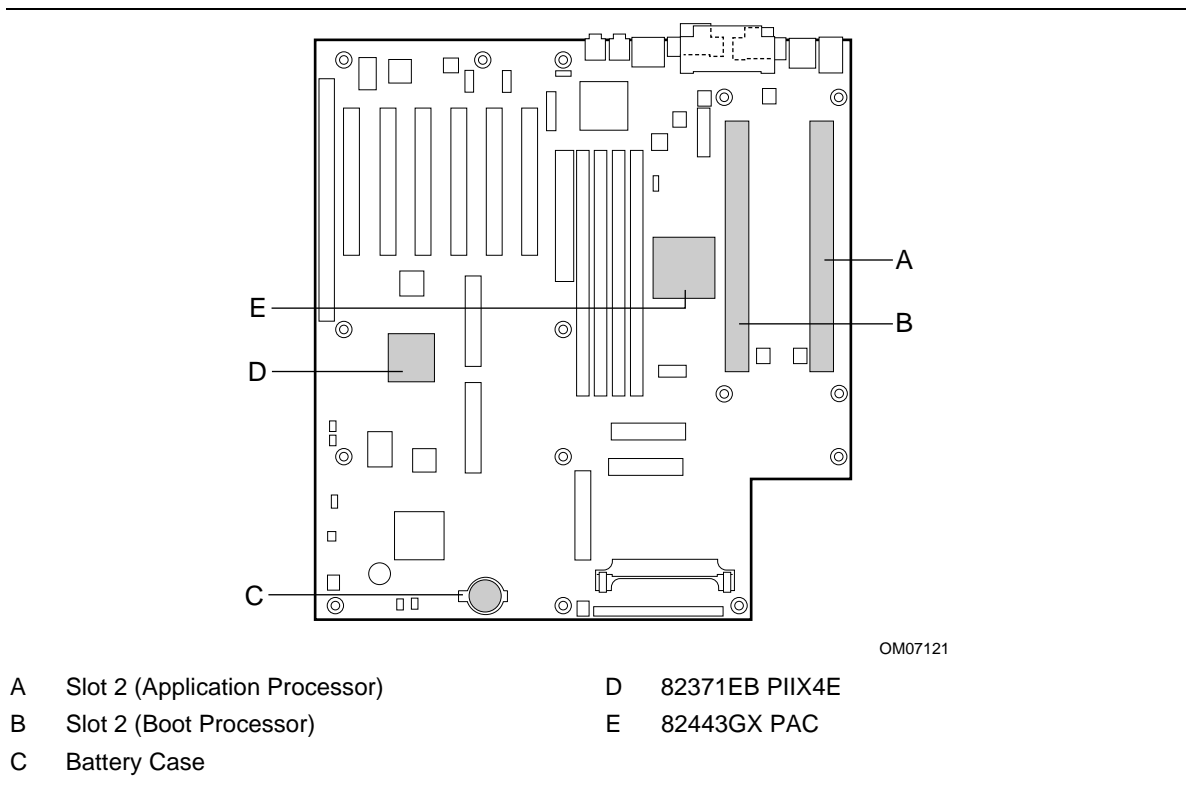 A
E
B
D
C
OM07121
A Slot 2 (Application Processor)
D 82371EB PIIX4E
B Slot 2 (Boot Processor)
E 82443GX PAC
C Battery Case